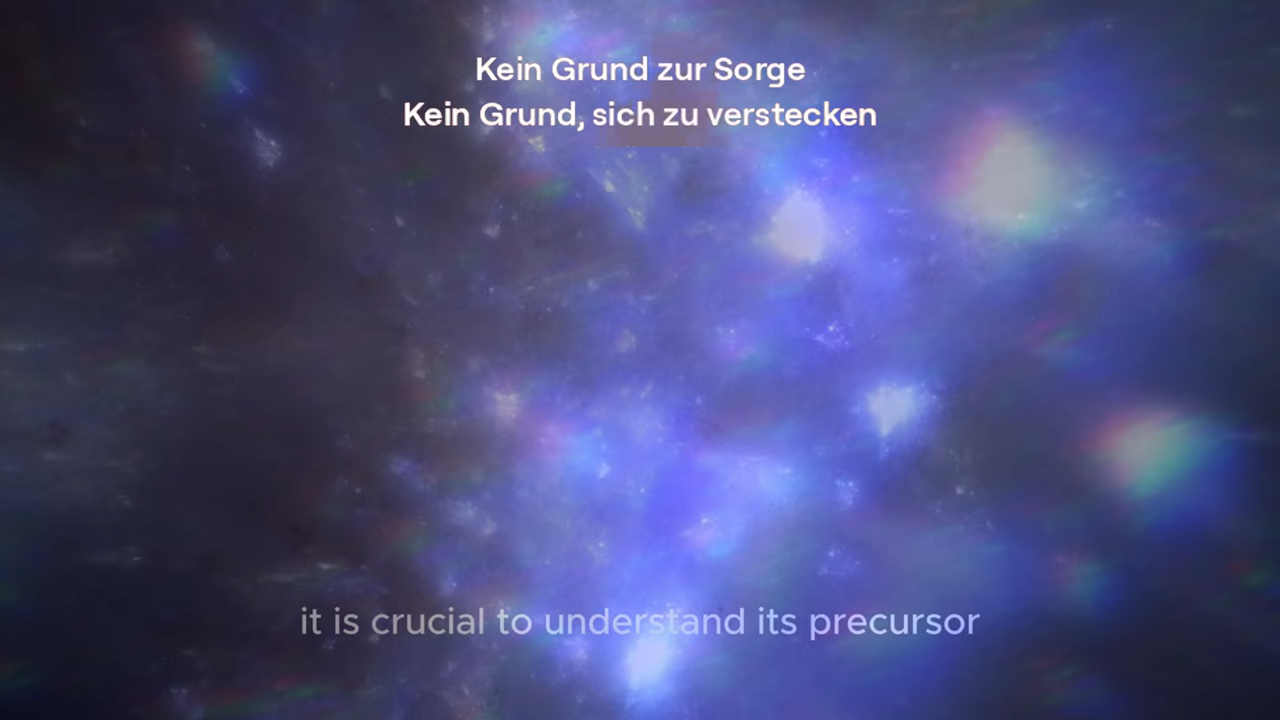 Kein Grund zur Sorge
Kein Grund, sich zu verstecken
it is crucial to understand its precursor